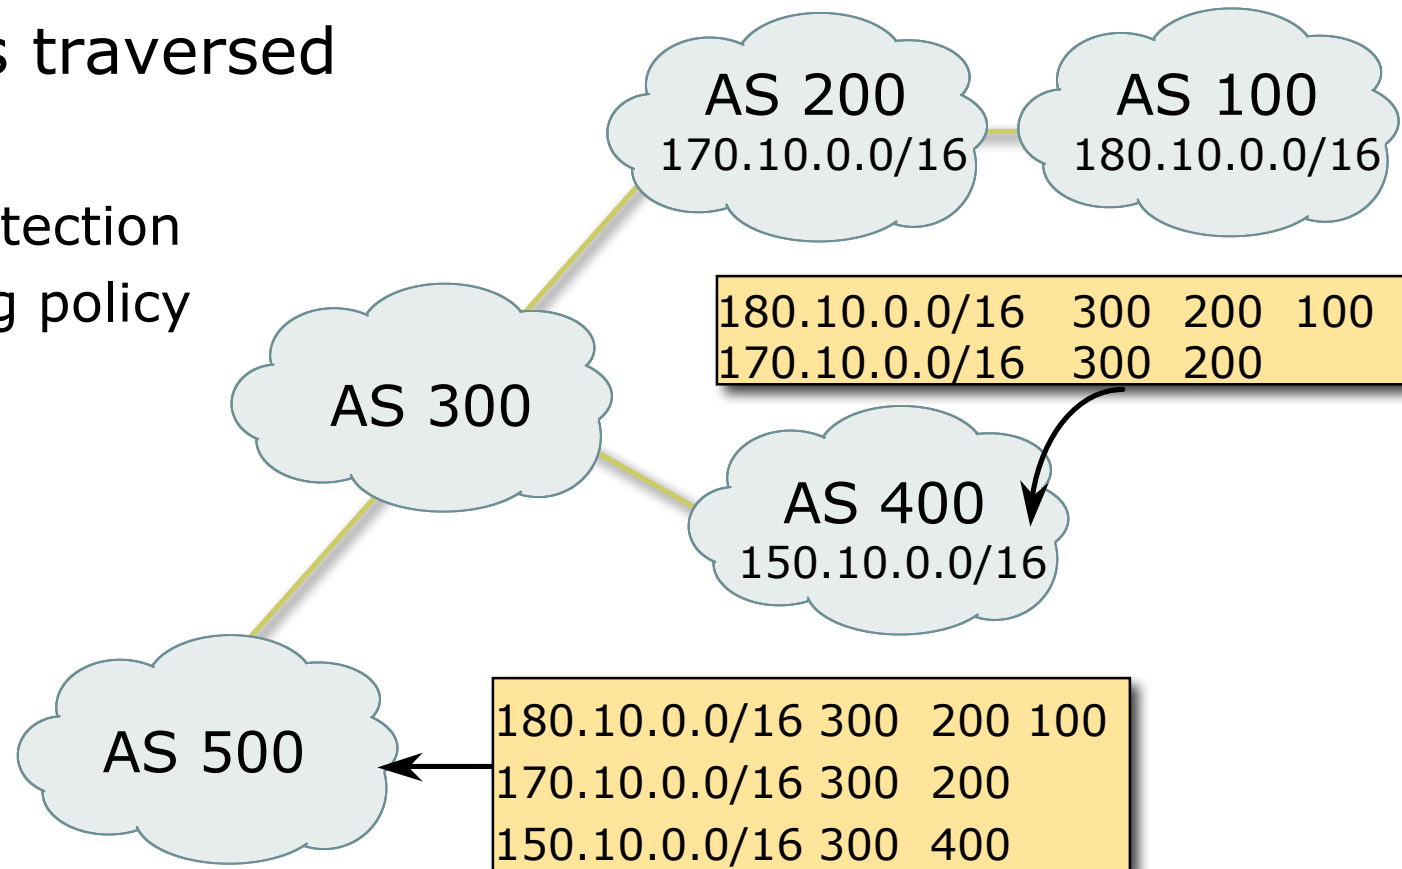 s traversed
tection
g policy
AS 200
170.10.0.0/16
AS 100
180.10.0.0/16
180.10.0.0/16 300 200 100
170.10.0.0/16 300 200
AS 300
AS 400
150.10.0.0/16
AS 500
180.10.0.0/16 300 200 100
170.10.0.0/16 300 200
150.10.0.0/16 300 400